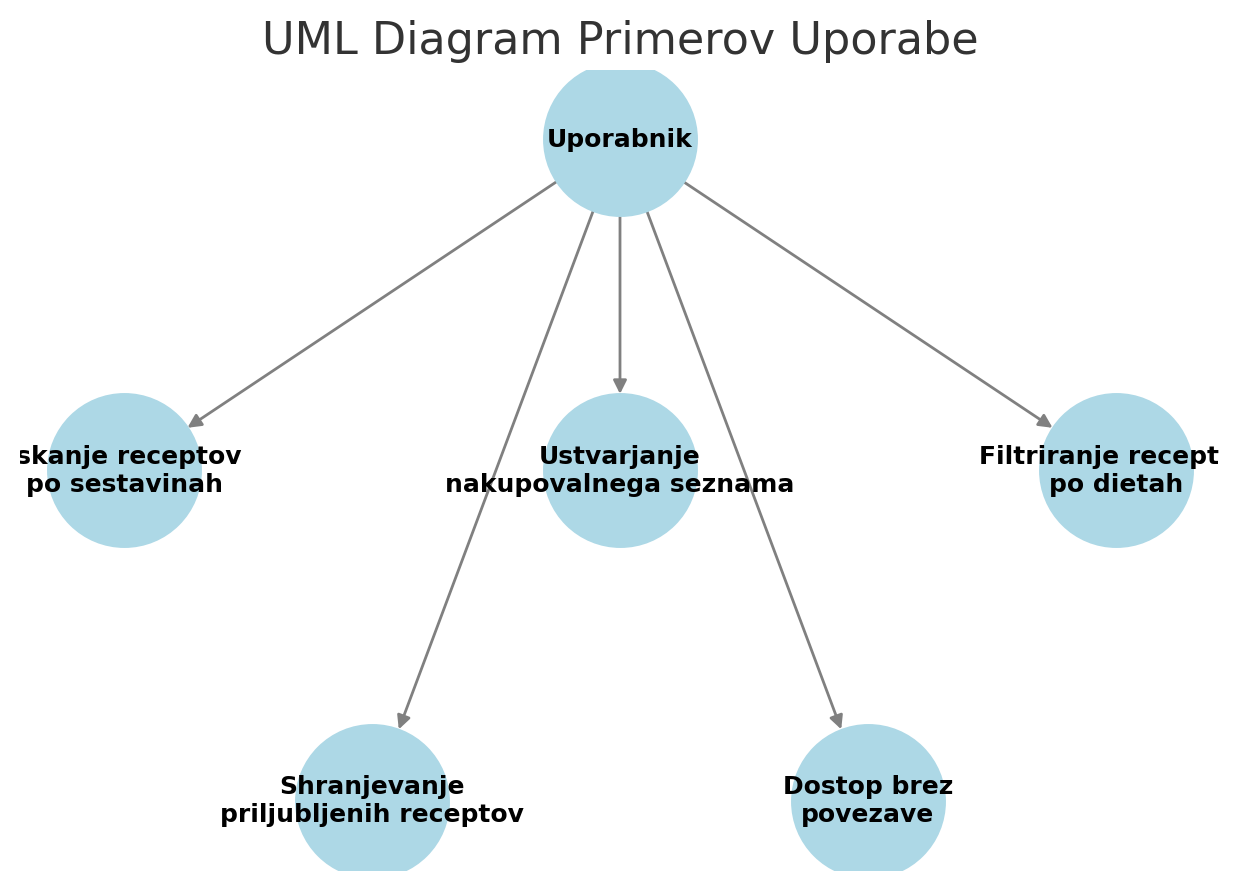 UML Diagram Primerov Uporabe
Uporabnik
skanje receptov
po sestavinah
Ustvarjanje
nakupovalnega seznama
Filtriranje recept
po dietah
Shranjevanje
priljubljenih receptov
Dostop brez
povezave